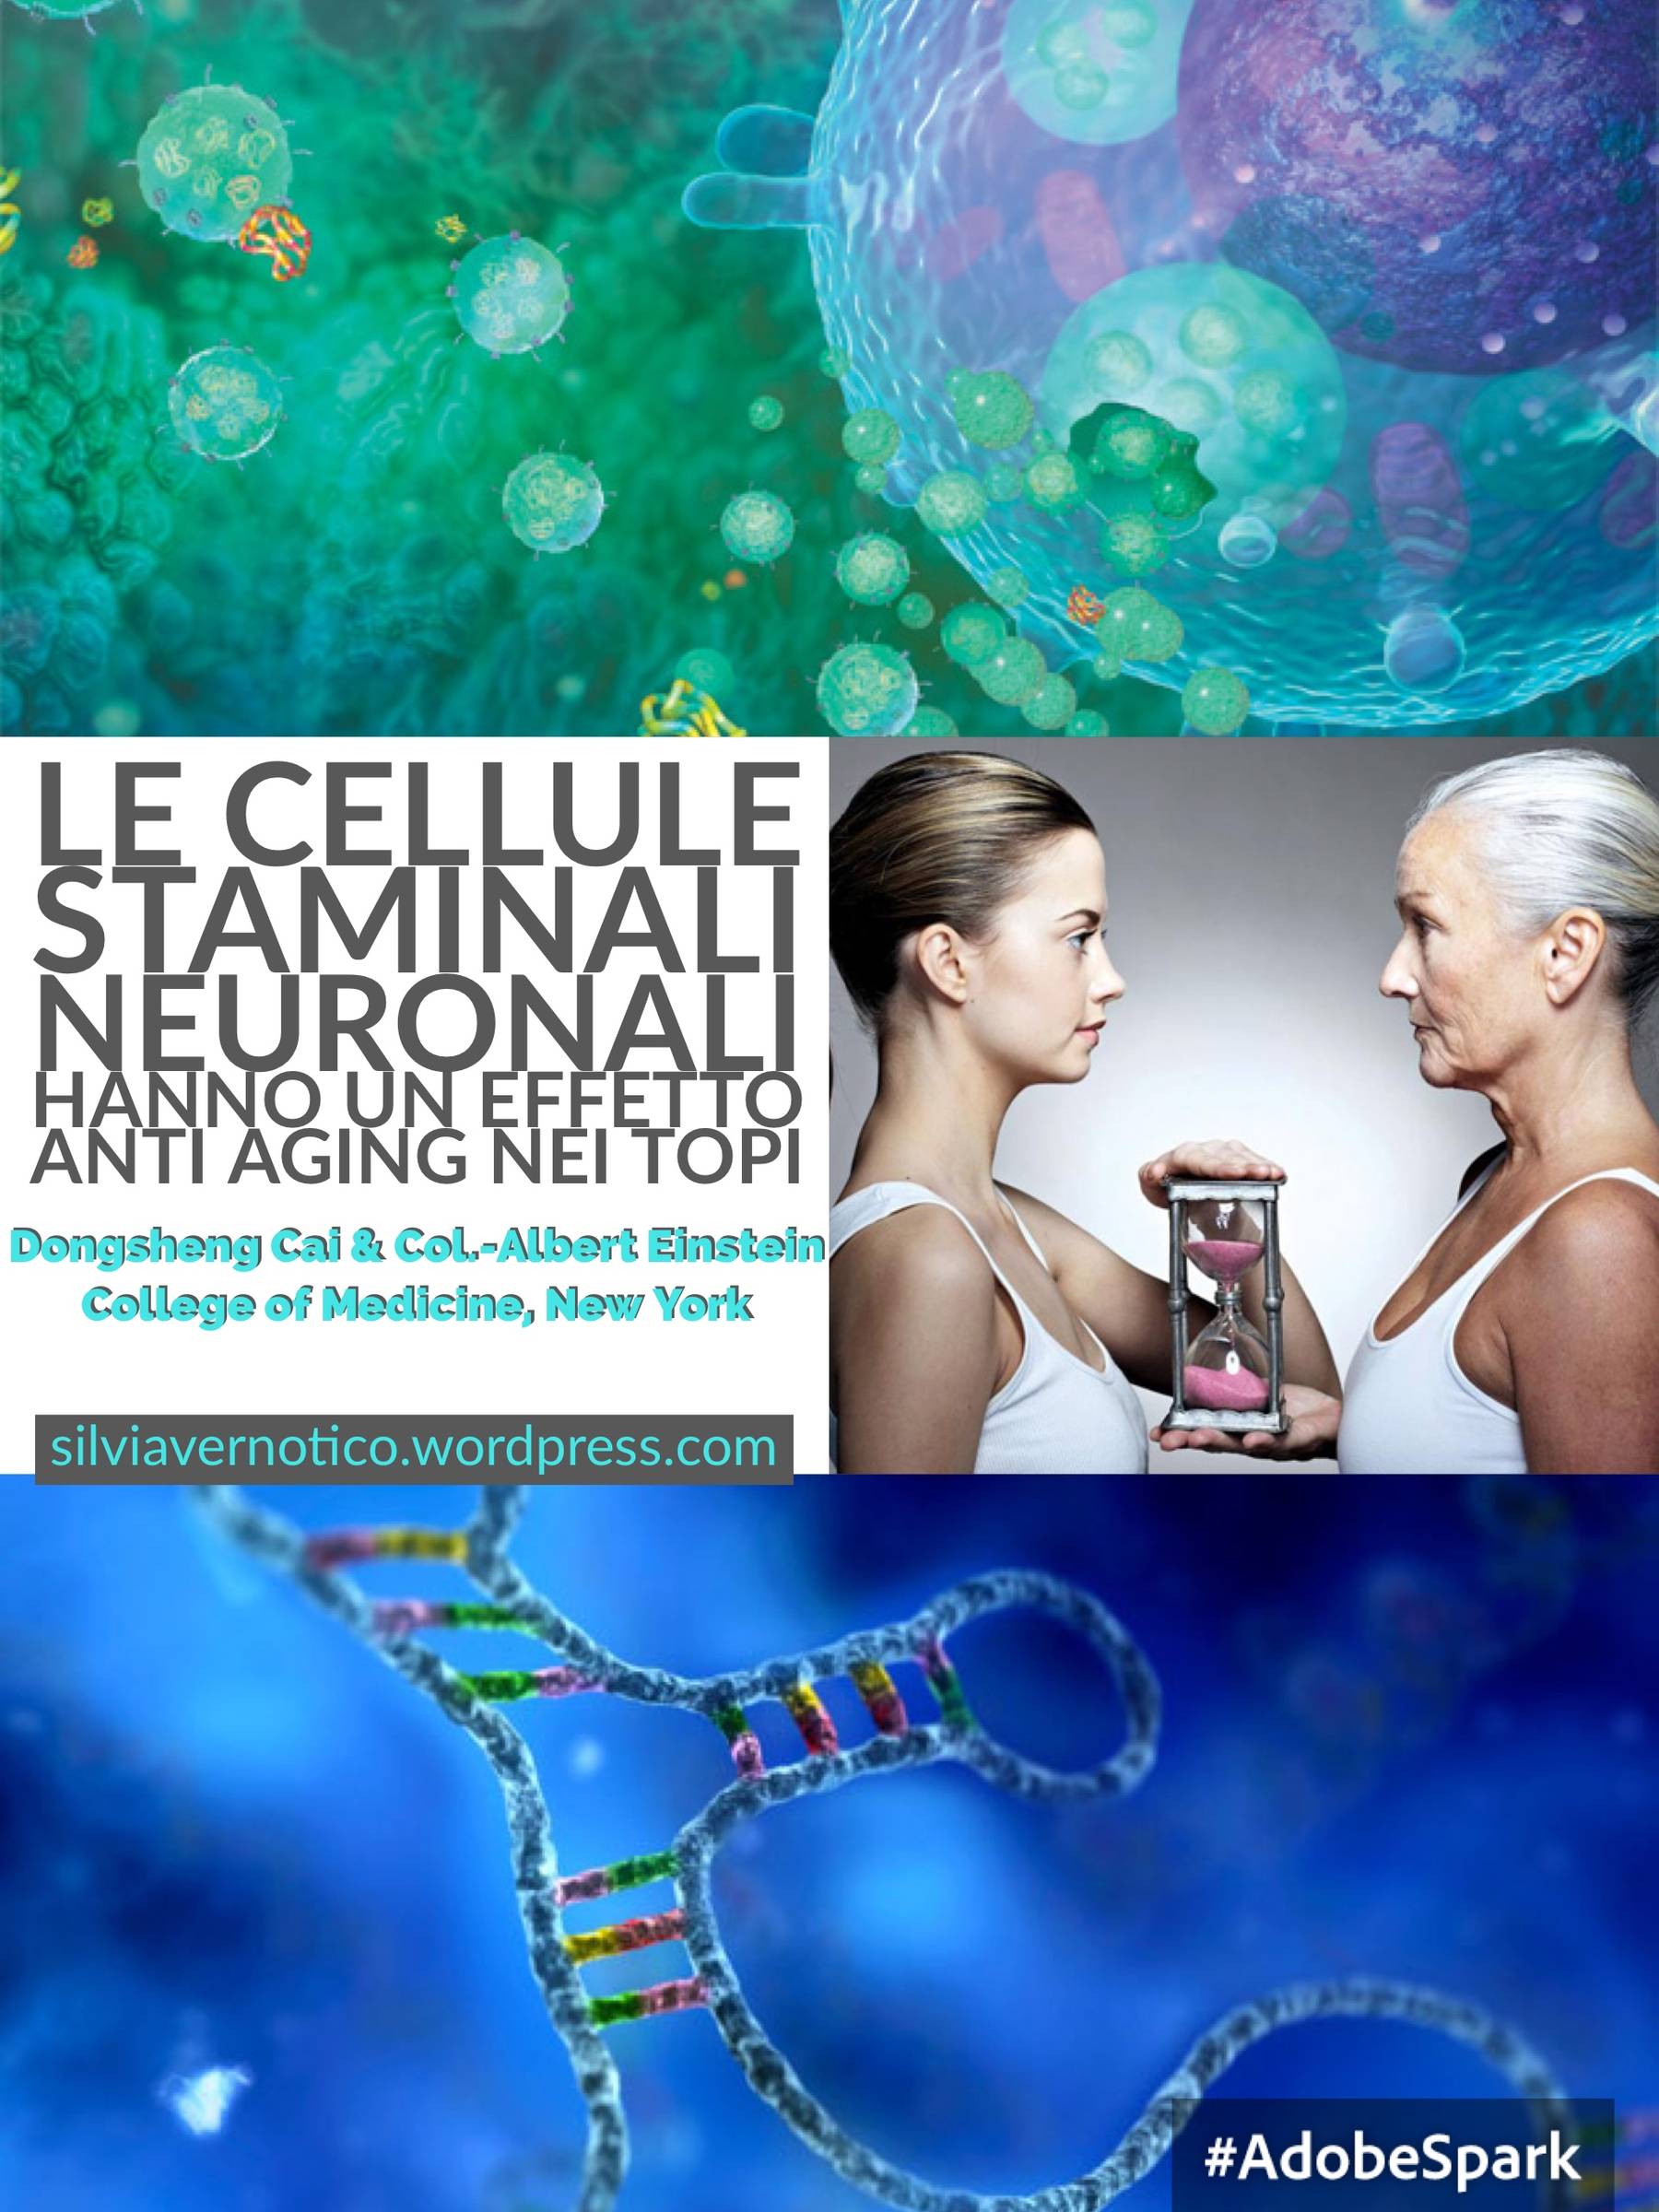 LE CELLULE
STAMINALI
NEURONALI
HANNO UN EFFETTO
ANTI AGING NEI TOPI
Dongsheng Cai & Col.-Albert Einstein
College of Medicine, New York
silviavernotico.wordpress.com
#AdobeSpark